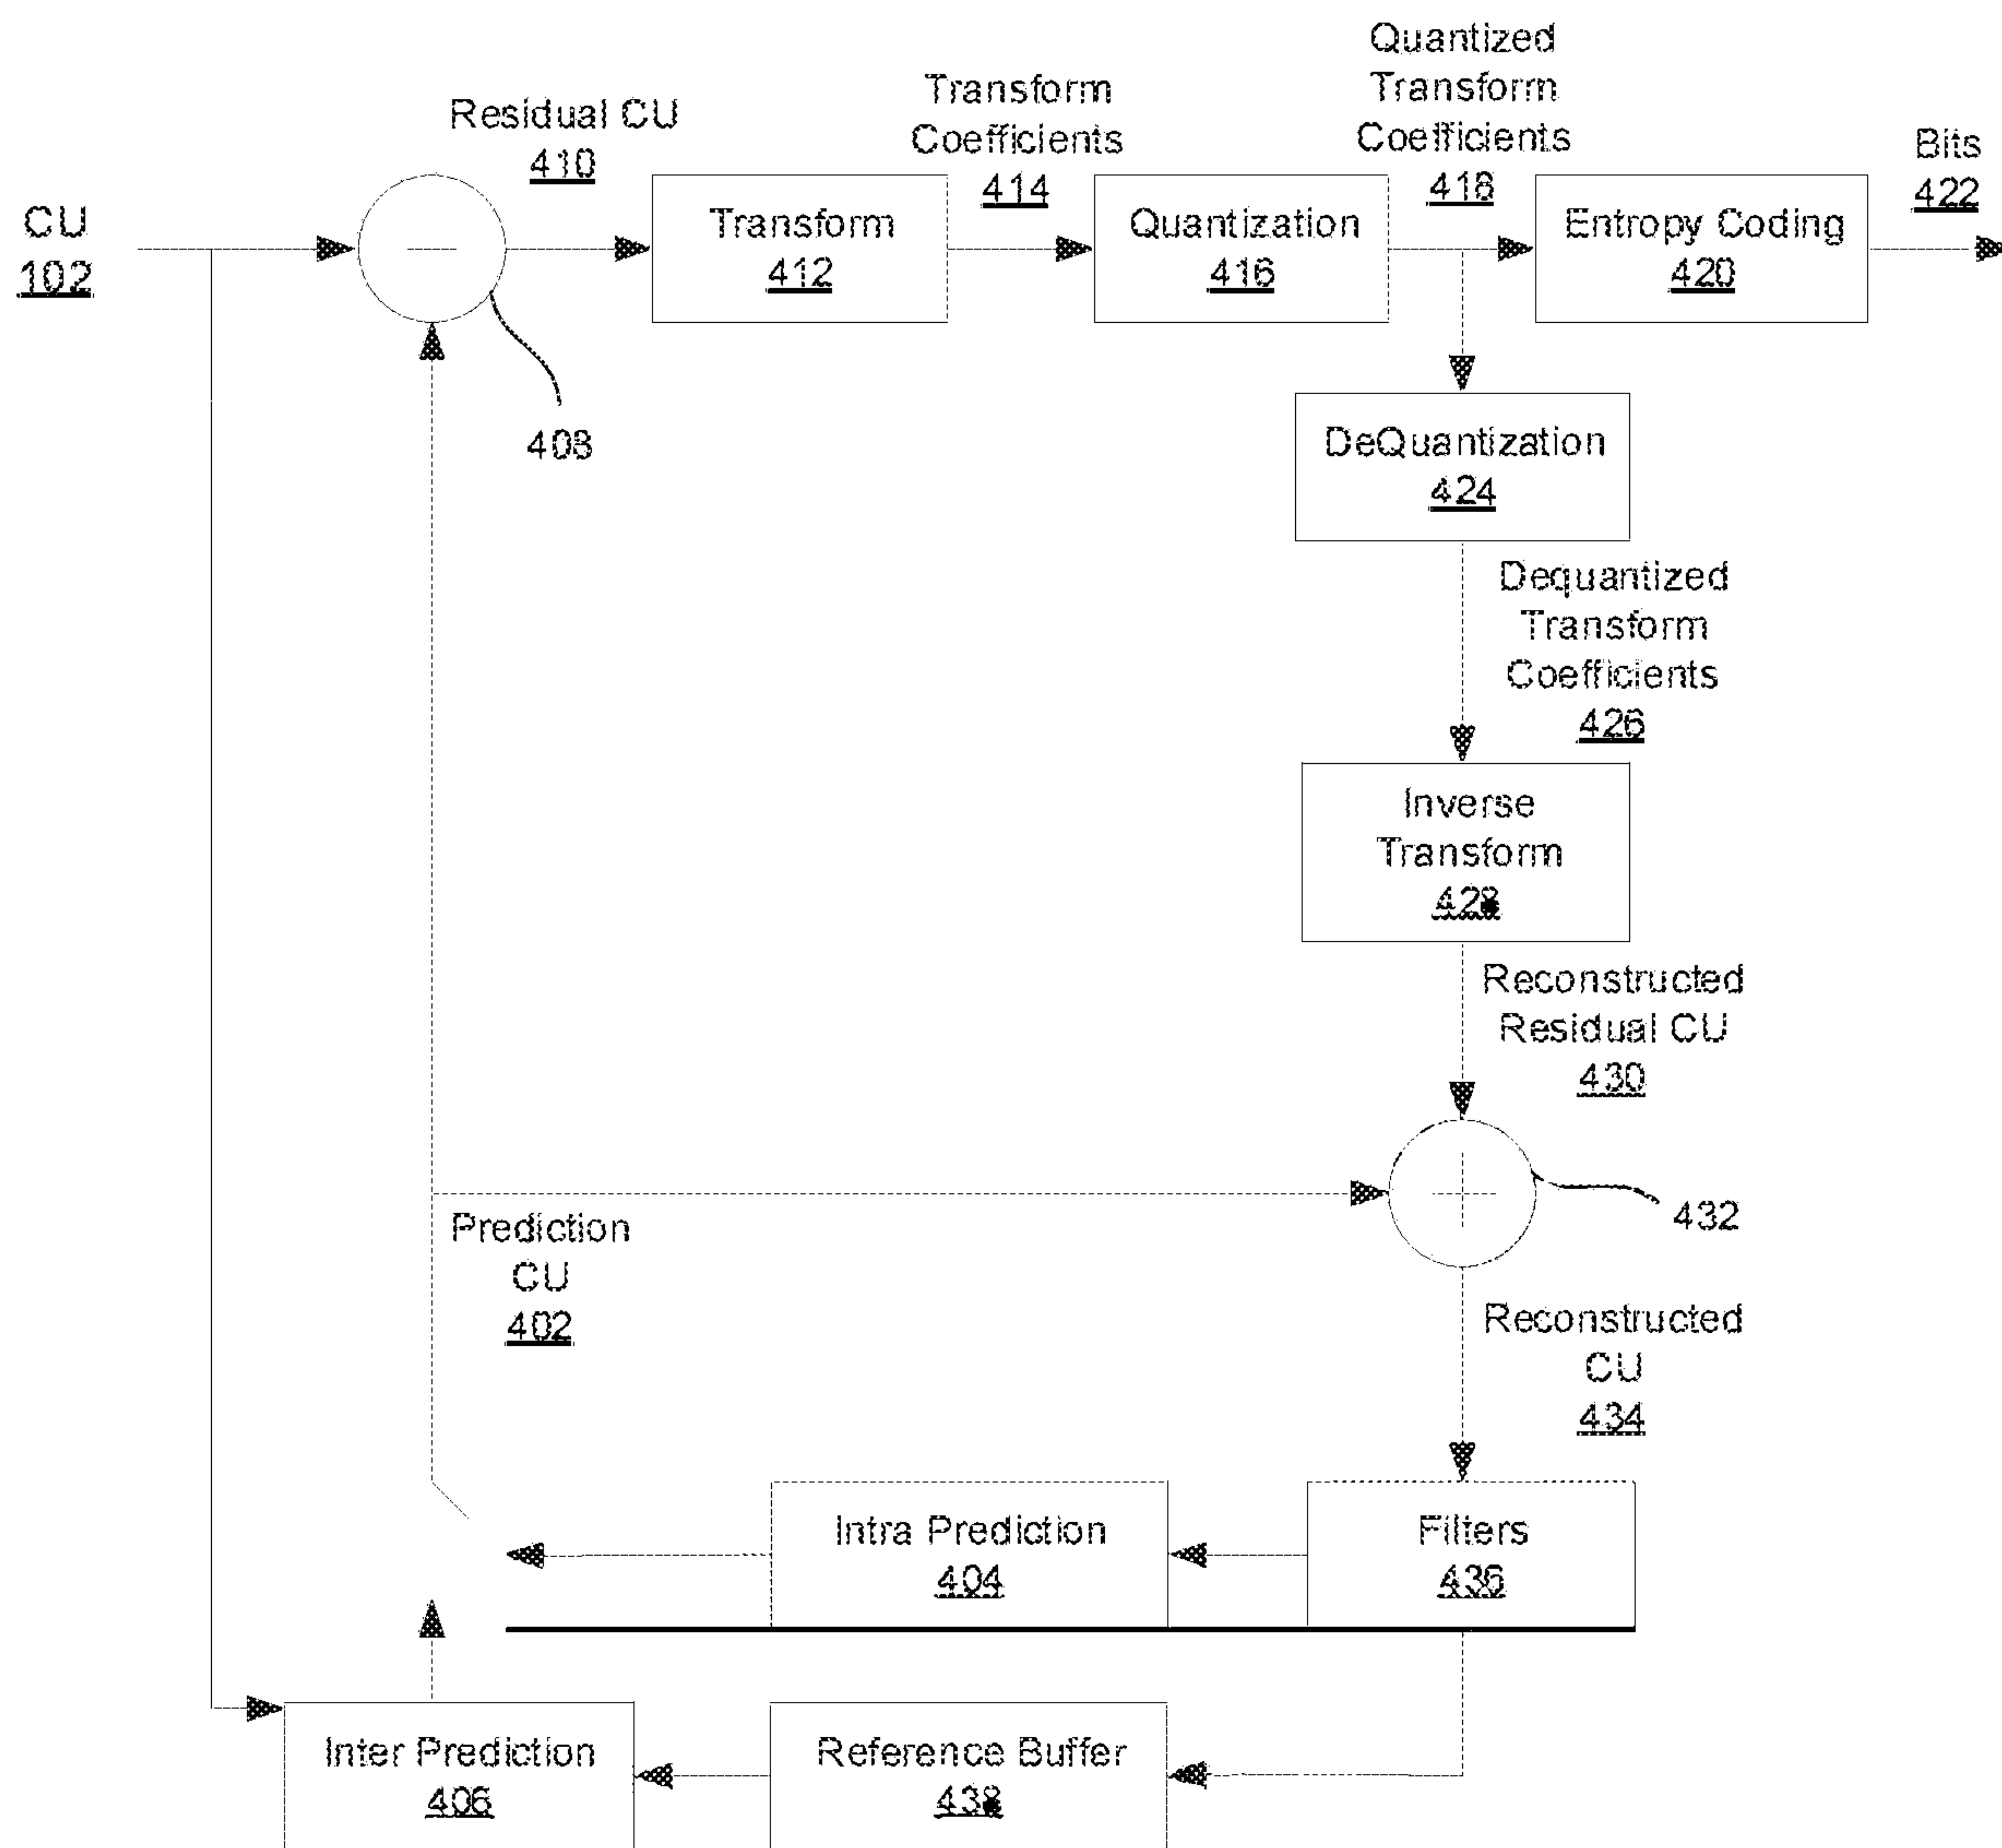 CU
102
Residual CU
410
Transform
412
Transform
Coefficients
414
Quantization
416
Quantized
Transform
Coefficients
418
Entropy Coding
420
Bits
422
408
DeQuantization
424
Dequantized
Transform
Coefficients
426
Inverse
Transform
428
Reconstructed
Residual CU
430
432
Prediction
CU
402
Reconstructed
CU
434
Intra Prediction
404
Filters
436
Inter Prediction
406
Reference Buffer
438